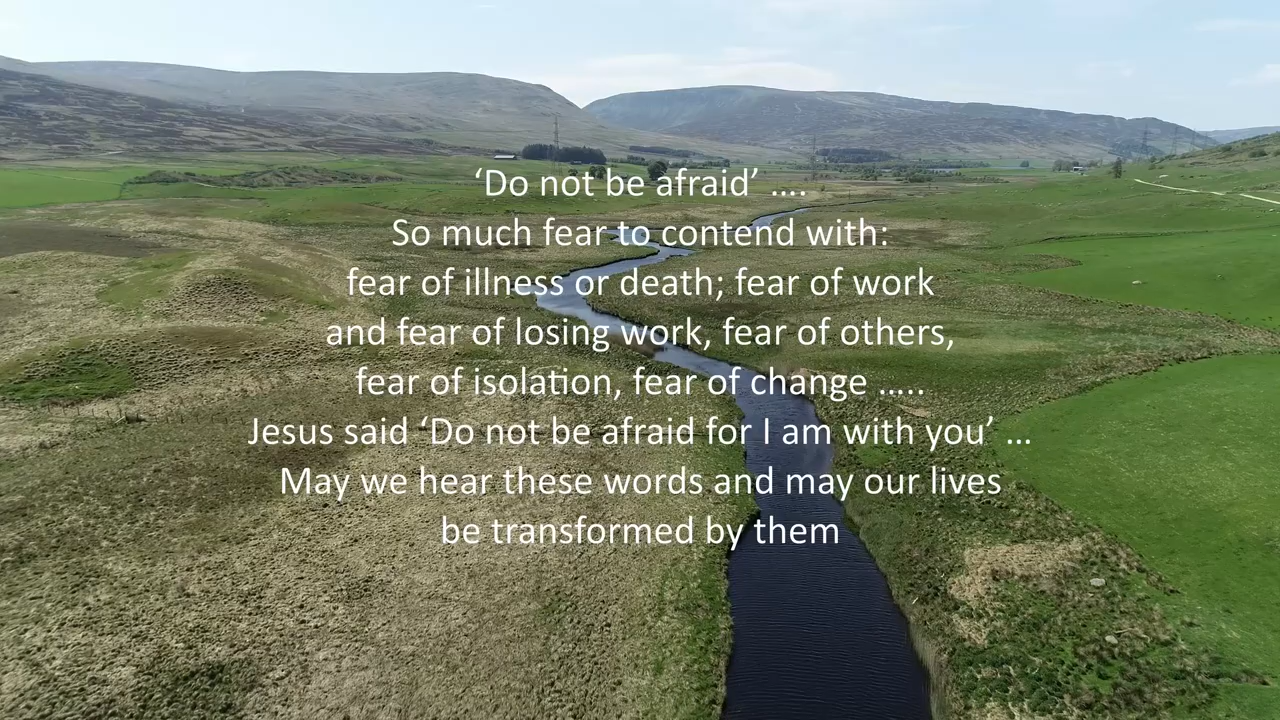 ‘Do not be afraid’ ....
So much fear to contend with:
fear of illness or death; fear of work
and fear of losing work, fear of others,
fear of isolation, fear of change .....
Jesus said ‘Do not be afraid for I am with you’ ...
May we hear these words and may our lives
be transformed by them